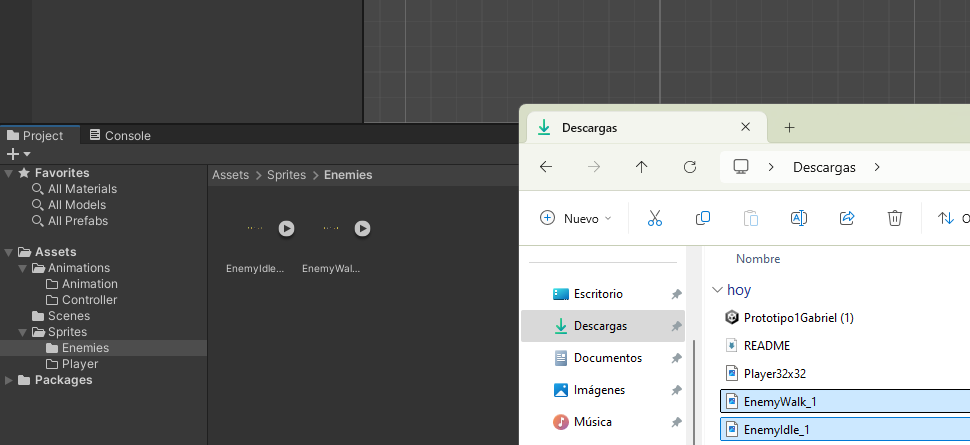 Project
Console
Favorites
All Materials
All Models
All Prefabs
Assets
Animations
Animation
Controller
Scenes
Sprites
Enemies
Player
Packages
Assets > Sprites > Enemies
EnemyIdle...
EnemyWal...
Descargas
Descargas
Nuevo
Nombre
Escritorio
Descargas
Documentos
Imágenes
Música
hoy
Prototipo1Gabriel (1)
README
Player32x32
EnemyWalk_1
EnemyIdle_1